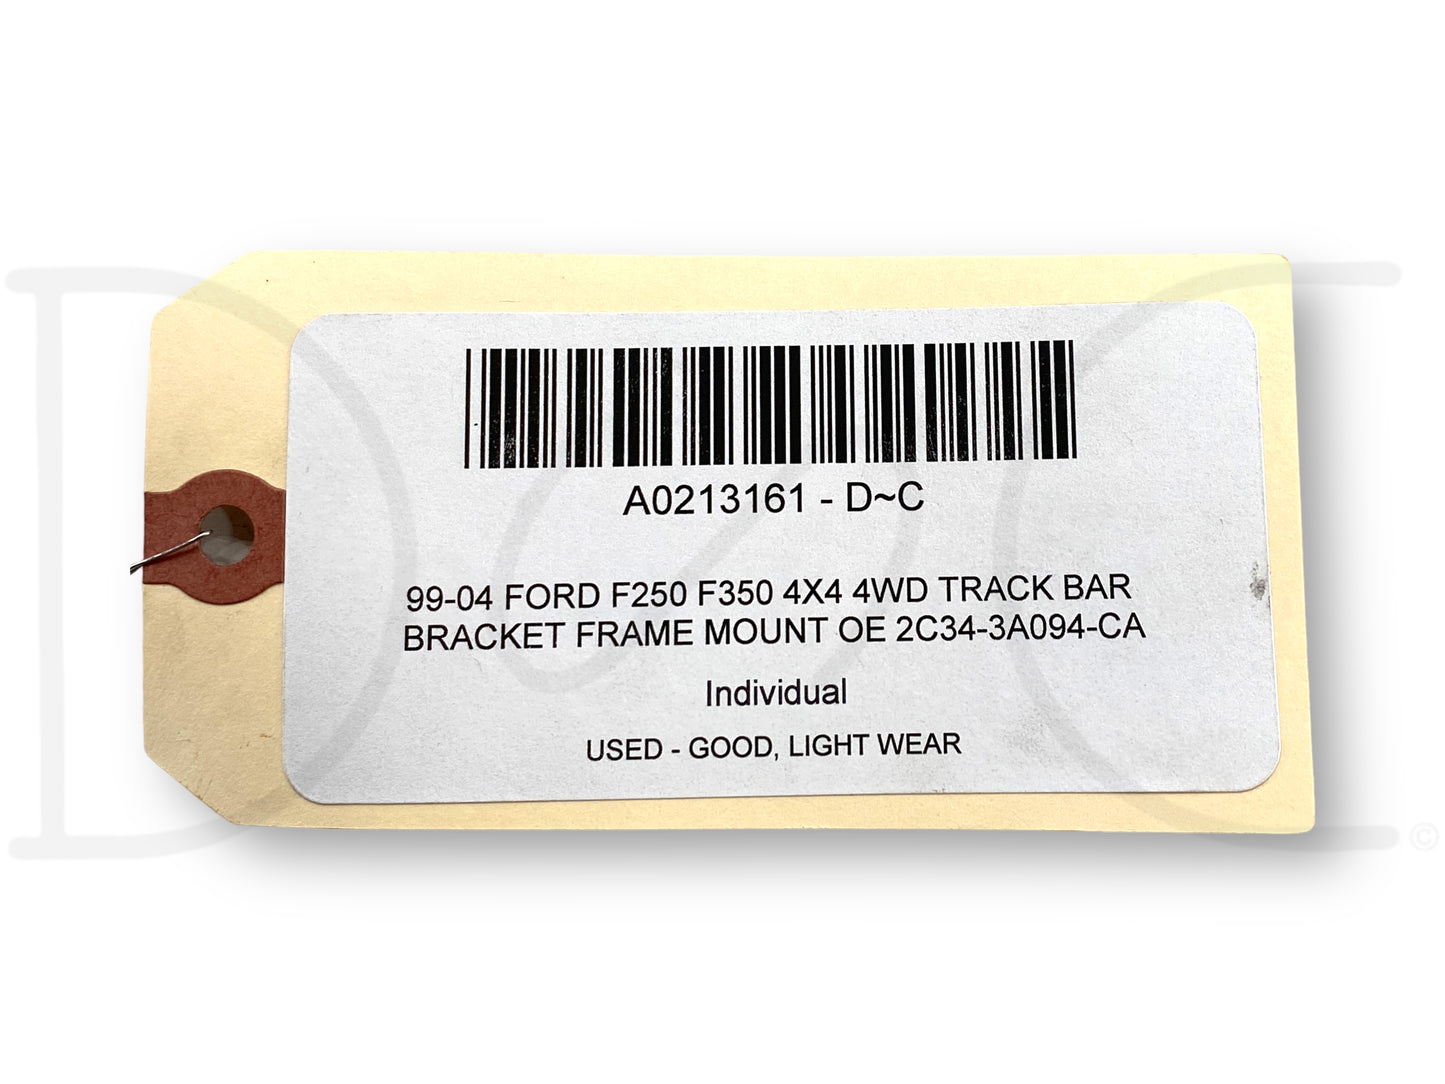 A0213161 - D~C
99-04 FORD F250 F350 4X4 4WD TRACK BAR
BRACKET FRAME MOUNT OE 2C34-3A094-CA
Individual
USED - GOOD, LIGHT WEAR
D~C ©